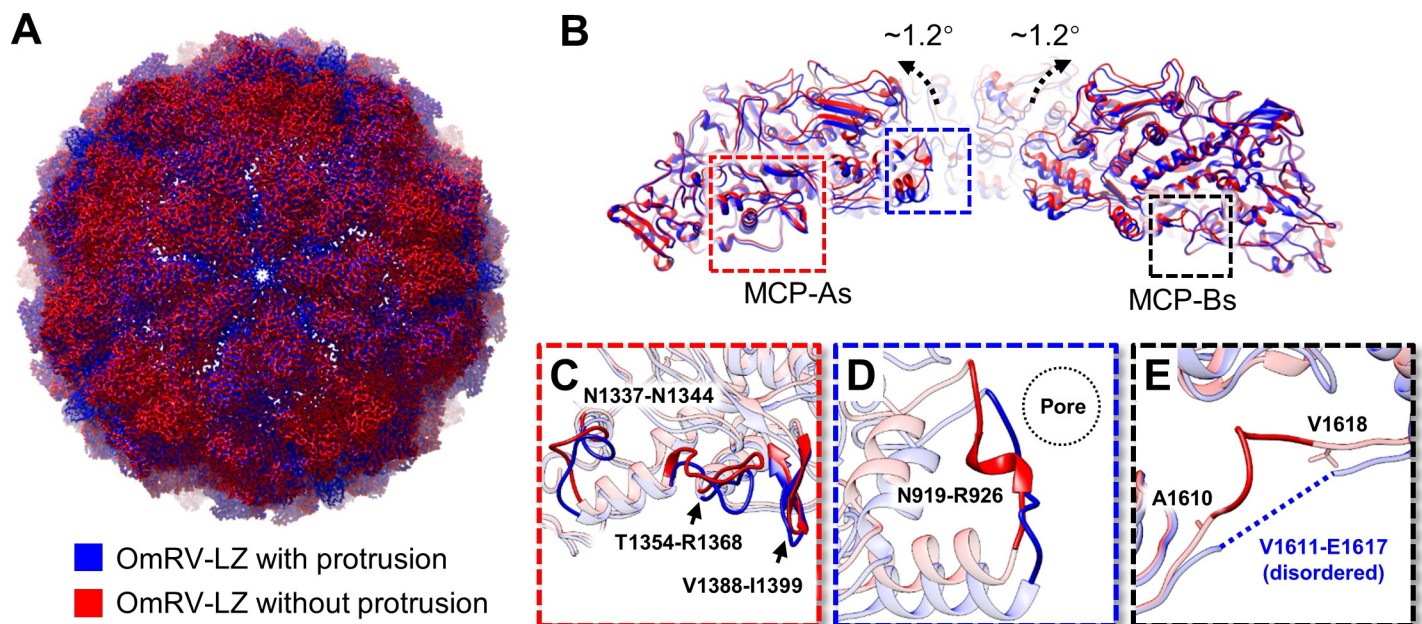 A
B
~1.2°
~1.2°
MCP-As
MCP-Bs
OmRV-LZ with protrusion
OmRV-LZ without protrusion
C
N1337-N1344
T1354-R1368
V1388-I1399
D
Pore
N919-R926
E
V1618
A1610
V1611-E1617
(disordered)